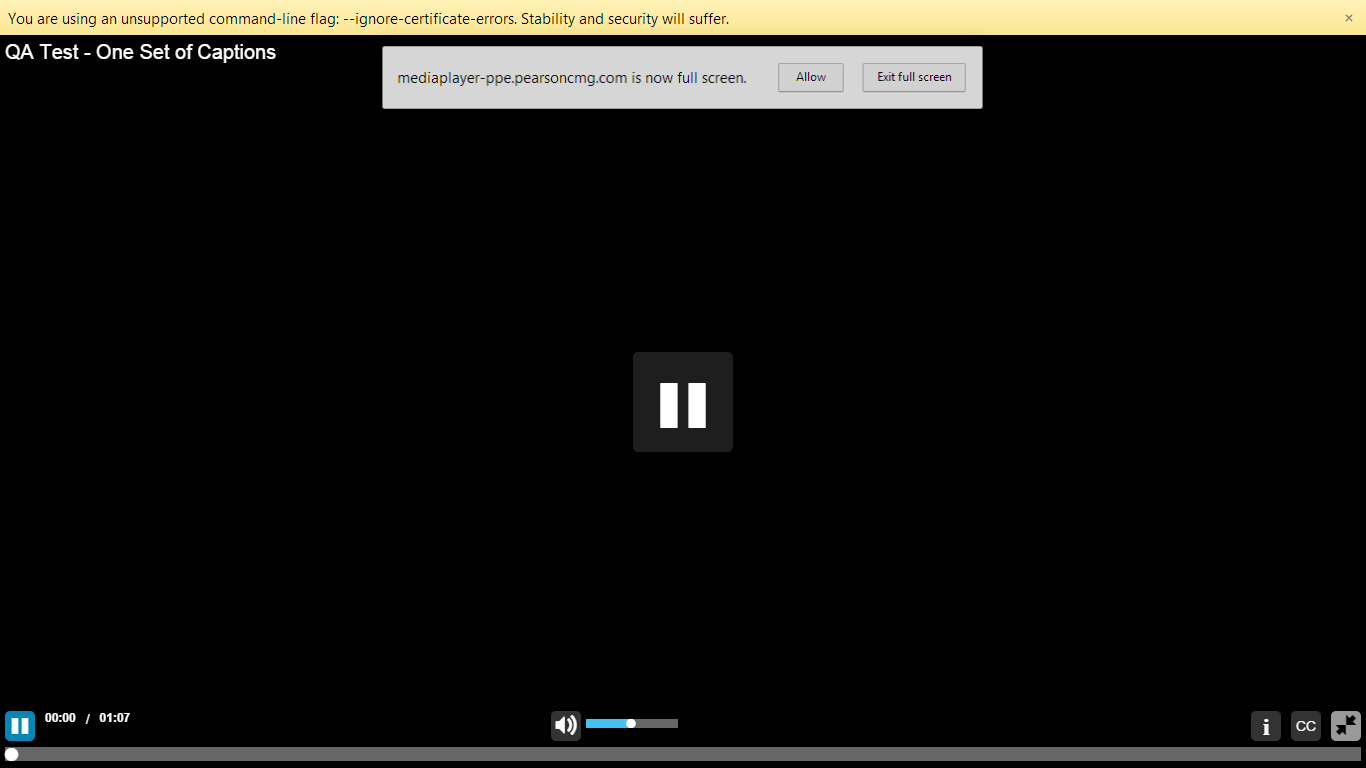 You are using an unsupported command-line flag: --ignore-certificate-errors. Stability and security will suffer.
QA Test - One Set of Captions
mediaplayer-ppe.pearsoncmg.com is now full screen.
Allow
Exit full screen
00:00 / 01:07
i
CC